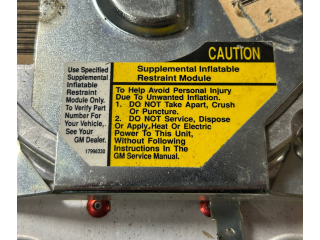 CAUTION
Supplemental Inflatable
Restraint Module
To Help Avoid Personal Injury
Due To Unwanted Inflation.
1. DO NOT Take Apart, Crush
Or Puncture.
2. DO NOT Service, Dispose
Or Apply Heat Or Electric
Power To This Unit,
Without Following
Instructions In The
GM Service Manual.
Use Specified
Supplemental
Inflatable
Restraint
Module Only.
To Verify Part
Number For
Your Vehicle,
See Your
GM Dealer.
17986330